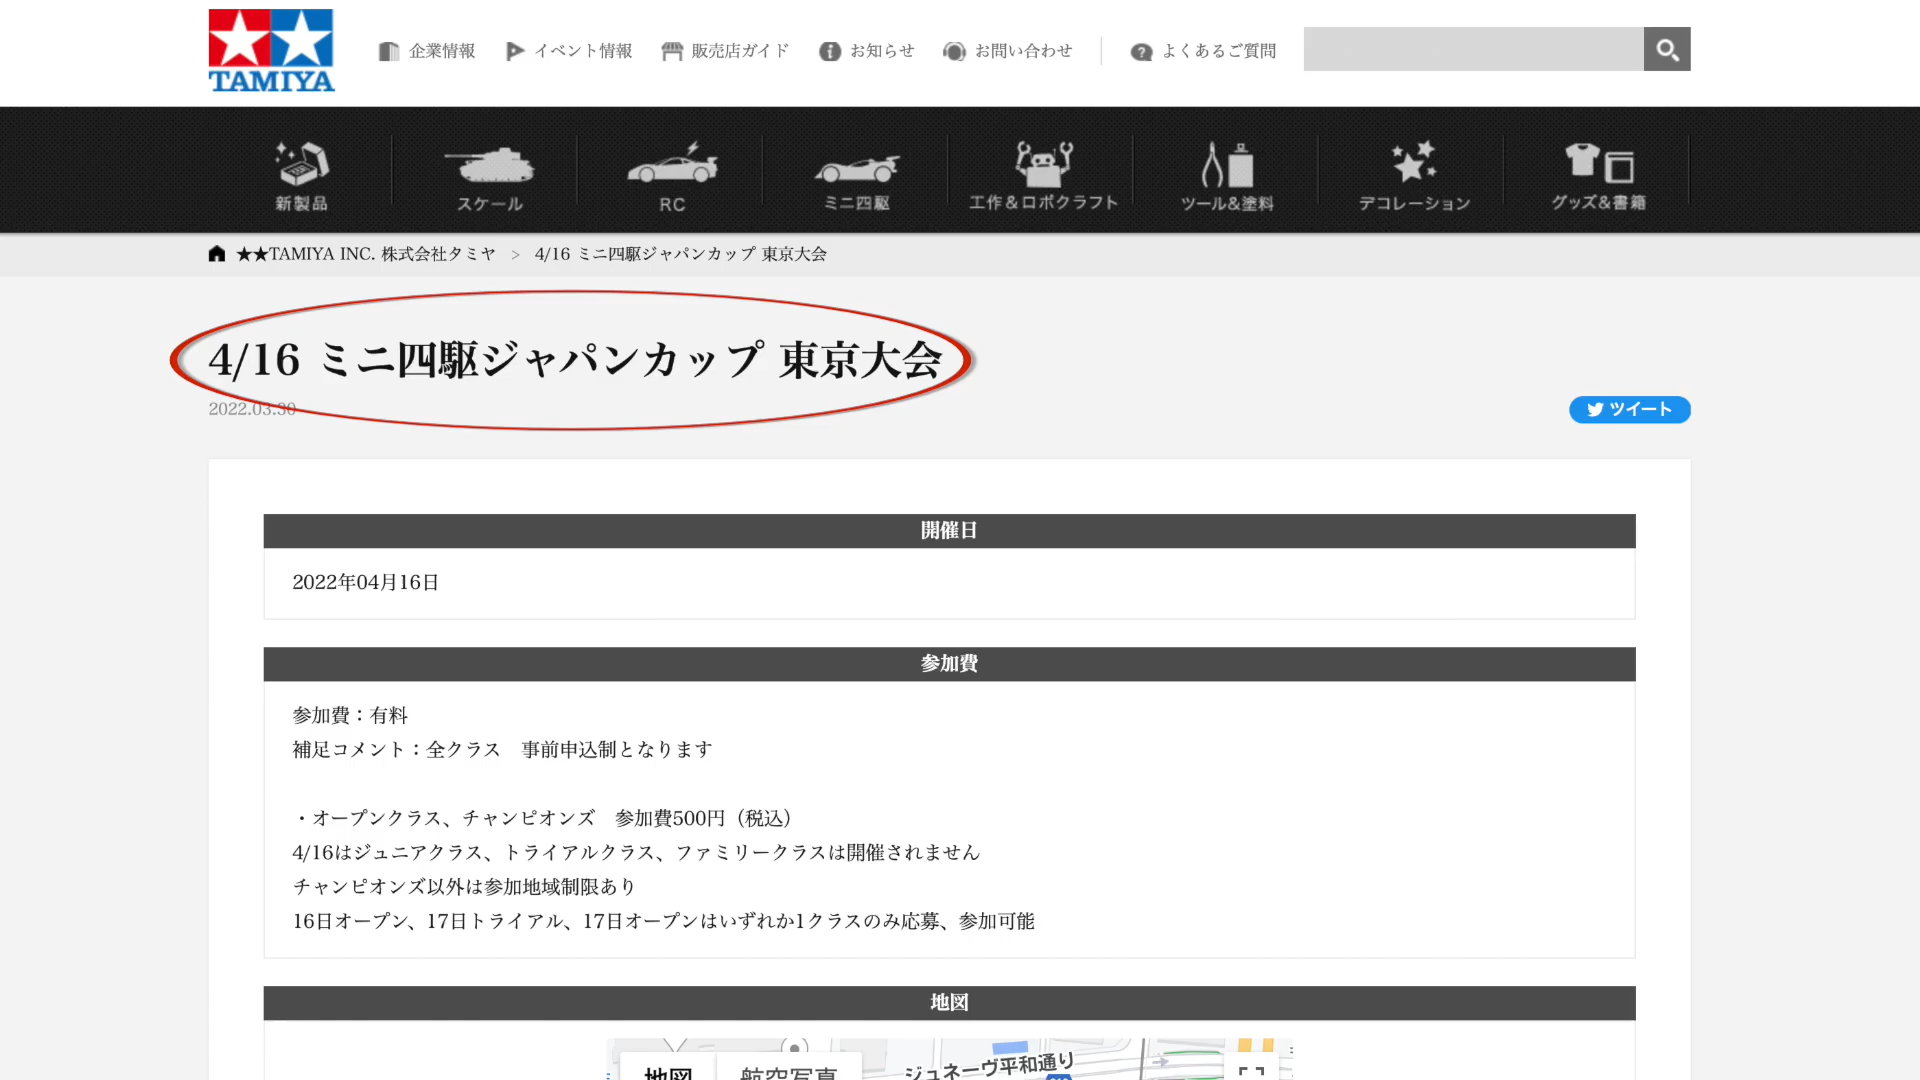 TAMIYA
企業情報
イベント情報
販売店ガイド
お知らせ
お問い合わせ
よくあるご質問
新製品
スケール
RC
ミニ四駆
工作&ロボクラフト
ツール&塗料
デコレーション
グッズ&書籍
★★TAMIYA INC. 株式会社タミヤ > 4/16 ミニ四駆ジャパンカップ 東京大会
4/16 ミニ四駆ジャパンカップ 東京大会
2022.03.30
ツイート
開催日
2022年04月16日
参加費
参加費：有料
補足コメント：全クラス　事前申込制となります
・オープンクラス、チャンピオンズ　参加費500円（税込）
4/16はジュニアクラス、トライアルクラス、ファミリークラスは開催されません
チャンピオンズ以外は参加地域制限あり
16日オープン、17日トライアル、17日オープンはいずれか1クラスのみ応募、参加可能
地図
地図
航空写真
ジュネーヴ平和通り